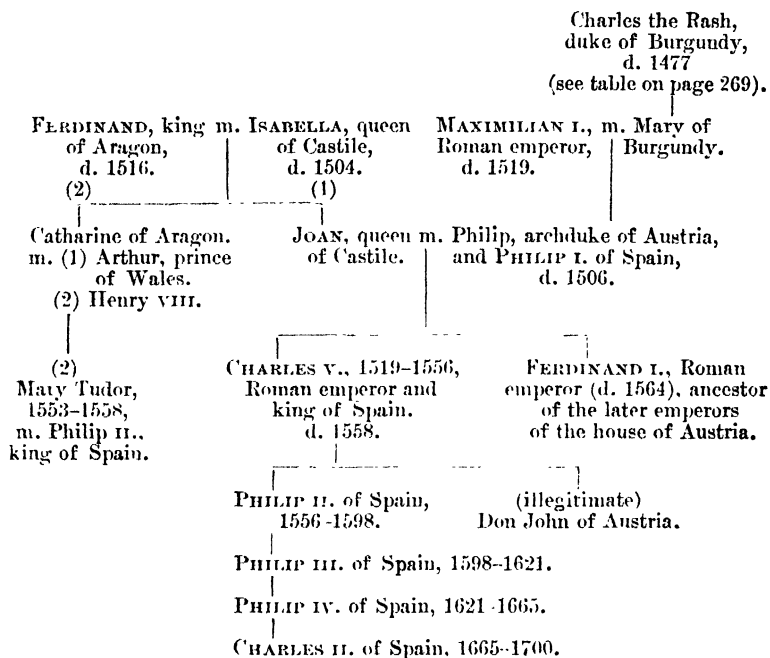 Charles the Rash,
duke of Burgundy,
d. 1477
(see table on page 269).
FERDINAND, king m. ISABELLA, queen
of Aragon, of Castile,
d. 1516. d. 1504.
(2) (1)
MAXIMILIAN I., m. Mary of
Roman emperor, Burgundy.
d. 1519.
Catharine of Aragon.
m. (1) Arthur, prince
of Wales.
(2) Henry VIII.
JOAN, queen m. Philip, archduke of Austria,
of Castile. and PHILIP I. of Spain,
d. 1506.
(2)
Mary Tudor,
1553-1558,
m. Philip II.,
king of Spain.
CHARLES V., 1519-1556,
Roman emperor and
king of Spain.
d. 1558.
FERDINAND I., Roman
emperor (d. 1564), ancestor
of the later emperors
of the house of Austria.
PHILIP II. of Spain,
1556-1598.
(illegitimate)
Don John of Austria.
PHILIP III. of Spain, 1598-1621.
PHILIP IV. of Spain, 1621-1665.
CHARLES II. of Spain, 1665-1700.